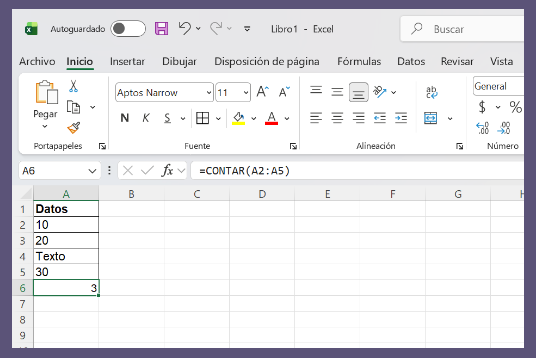 Autoguardado Libro1 - Excel Buscar
Archivo Inicio Insertar Dibujar Disposición de página Fórmulas Datos Revisar Vista
Pegar Aptos Narrow 11 A A ab General
N K S A $ %
Portapapeles Fuente Alineación Número
A6 fx =CONTAR(A2:A5)
A B C D E F G H
1 Datos
2 10
3 20
4 Texto
5 30
6 3
7
8
9